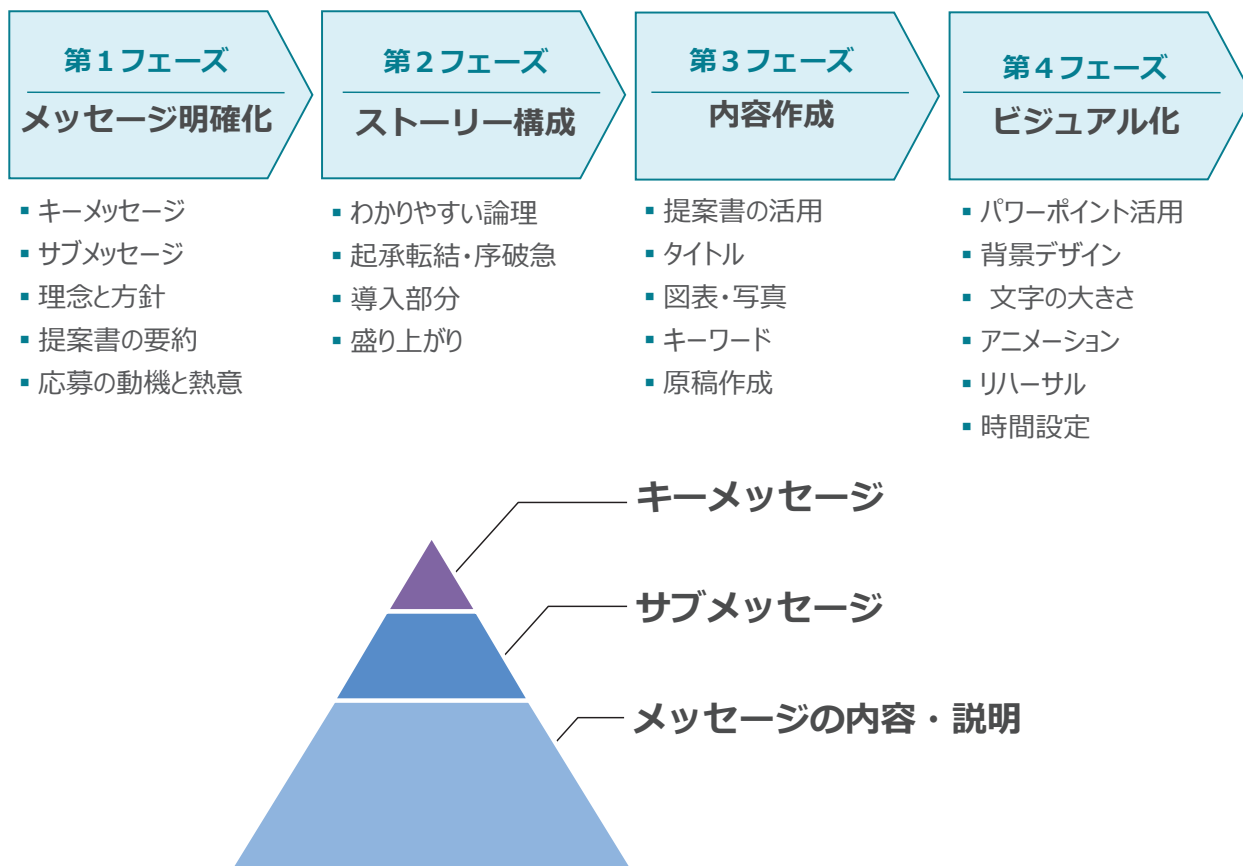 第１フェーズ
メッセージ明確化
▪ キーメッセージ
▪ サブメッセージ
▪ 理念と方針
▪ 提案書の要約
▪ 応募の動機と熱意
第２フェーズ
ストーリー構成
▪ わかりやすい論理
▪ 起承転結・序破急
▪ 導入部分
▪ 盛り上がり
第３フェーズ
内容作成
▪ 提案書の活用
▪ タイトル
▪ 図表・写真
▪ キーワード
▪ 原稿作成
第４フェーズ
ビジュアル化
▪ パワーポイント活用
▪ 背景デザイン
▪ 文字の大きさ
▪ アニメーション
▪ リハーサル
▪ 時間設定
キーメッセージ
サブメッセージ
メッセージの内容・説明